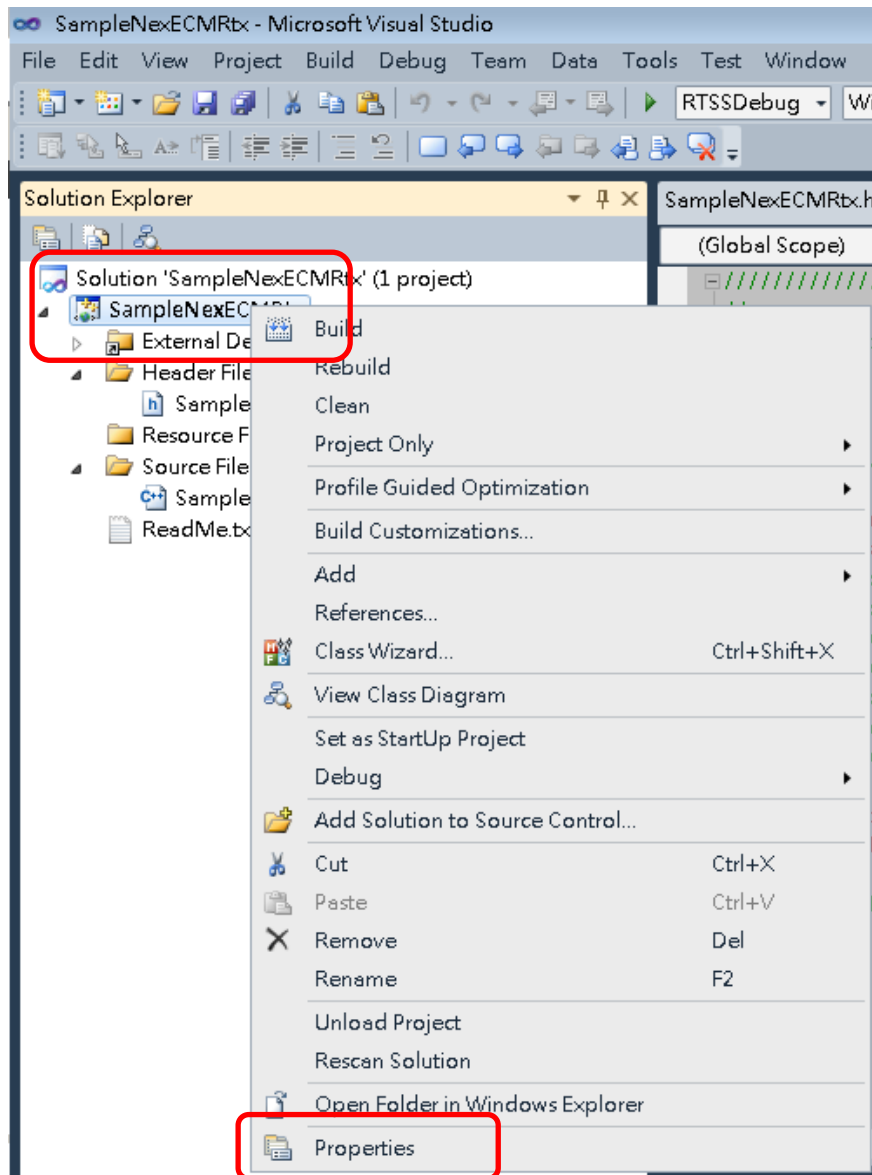 SampleNexECMRtx - Microsoft Visual Studio
File Edit View Project Build Debug Team Data Tools Test Window
RTSSDebug
Solution Explorer
SampleNexECMRtx.h
(Global Scope)
Solution 'SampleNexECMRtx' (1 project)
SampleNexECMRtx
External De
Header File
Sample
Resource F
Source File
Sample
ReadMe.tx
Build
Rebuild
Clean
Project Only
Profile Guided Optimization
Build Customizations...
Add
References...
Class Wizard... Ctrl+Shift+X
View Class Diagram
Set as StartUp Project
Debug
Add Solution to Source Control...
Cut Ctrl+X
Paste Ctrl+V
Remove Del
Rename F2
Unload Project
Rescan Solution
Open Folder in Windows Explorer
Properties